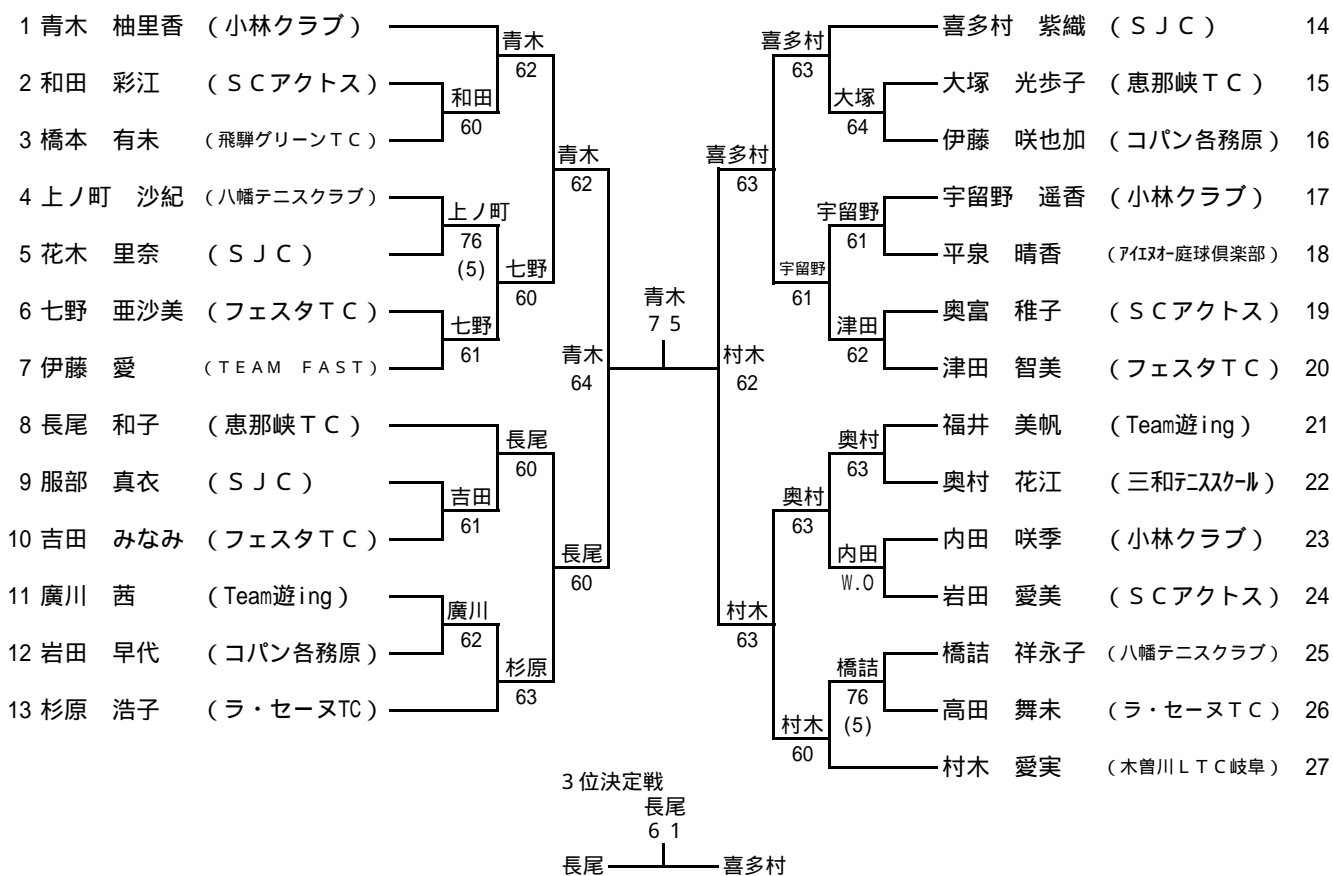 1 青木　柚里香　(小林クラブ)
2 和田　彩江　(ＳＣアクトス)
3 橋本　有未　(飛騨グリーンＴＣ)
4 上ノ町　沙紀　(八幡テニスクラブ)
5 花木　里奈　(ＳＪＣ)
6 七野　亜沙美　(フェスタＴＣ)
7 伊藤　愛　(ＴＥＡＭ　ＦＡＳＴ)
8 長尾　和子　(恵那峡ＴＣ)
9 服部　真衣　(ＳＪＣ)
10 吉田　みなみ　(フェスタＴＣ)
11 廣川　茜　(Team遊ing)
12 岩田　早代　(コパン各務原)
13 杉原　浩子　(ラ・セーヌTC)
和田
60
上ノ町
76
(5)
七野
61
吉田
61
廣川
62
青木
62
七野
60
長尾
60
杉原
63
青木
62
長尾
60
青木
64
青木
７５
村木
62
喜多村
63
村木
63
喜多村
63
宇留野
61
奥村
63
村木
60
大塚
64
宇留野
61
津田
62
奥村
63
内田
W.O
橋詰
76
(5)
喜多村　紫織　(ＳＪＣ)　14
大塚　光歩子　(恵那峡ＴＣ)　15
伊藤　咲也加　(コパン各務原)　16
宇留野　遥香　(小林クラブ)　17
平泉　晴香　(ｱｲｴﾇｵｰ庭球倶楽部)　18
奥富　稚子　(ＳＣアクトス)　19
津田　智美　(フェスタＴＣ)　20
福井　美帆　(Team遊ing)　21
奥村　花江　(三和ﾃﾆｽｽｸｰﾙ)　22
内田　咲季　(小林クラブ)　23
岩田　愛美　(ＳＣアクトス)　24
橋詰　祥永子　(八幡テニスクラブ)　25
高田　舞未　(ラ・セーヌＴＣ)　26
村木　愛実　(木曽川ＬＴＣ岐阜)　27
３位決定戦
長尾
６１
長尾　喜多村